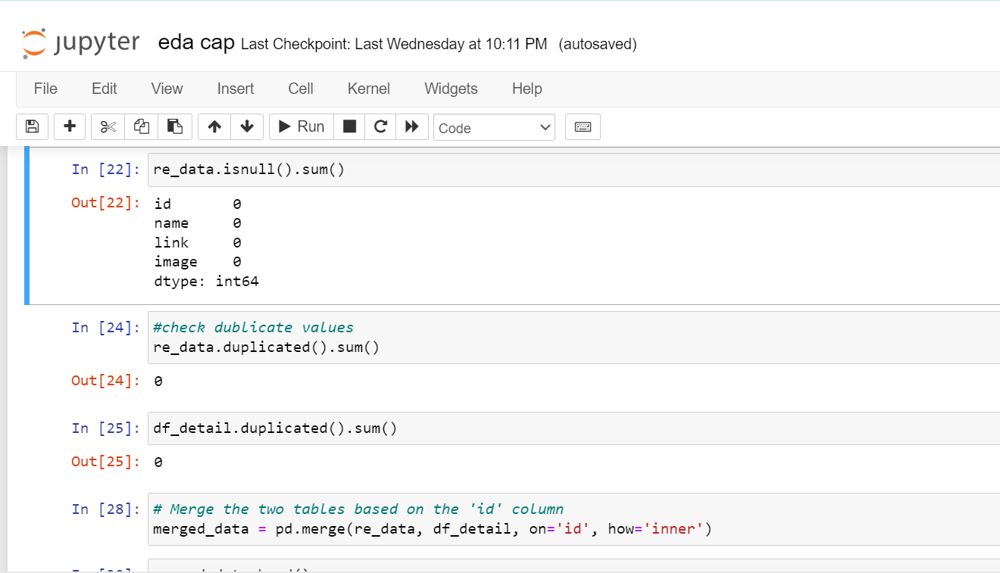 jupyter eda cap Last Checkpoint: Last Wednesday at 10:11 PM (autosaved)
File Edit View Insert Cell Kernel Widgets Help
Run Code
In [22]: re_data.isnull().sum()
Out[22]: id 0
name 0
link 0
image 0
dtype: int64
In [24]: #check dublicate values
re_data.duplicated().sum()
Out[24]: 0
In [25]: df_detail.duplicated().sum()
Out[25]: 0
In [28]: # Merge the two tables based on the 'id' column
merged_data = pd.merge(re_data, df_detail, on='id', how='inner')